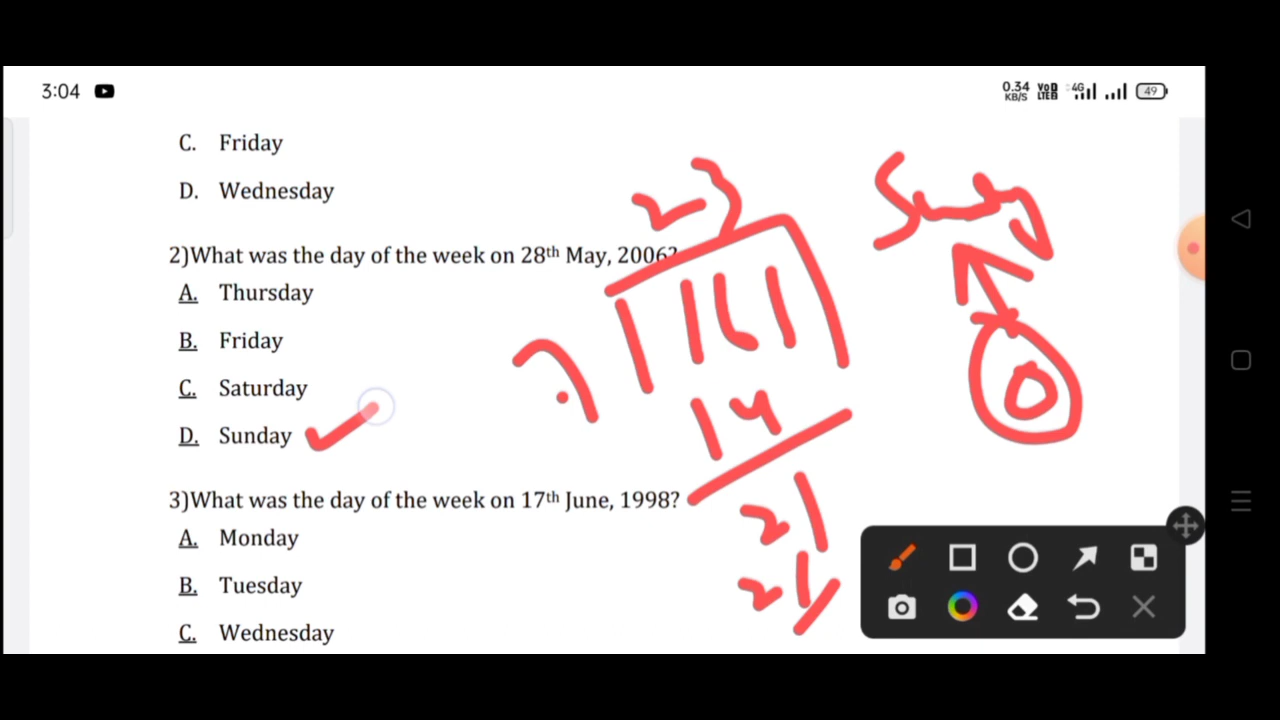 3:04
0.34 KB/S VoD LTE2 4G 49
C. Friday
D. Wednesday
2)What was the day of the week on 28th May, 2006?
A. Thursday
B. Friday
C. Saturday
D. Sunday
3)What was the day of the week on 17th June, 1998?
A. Monday
B. Tuesday
C. Wednesday
23
7 161
14
21
21
Sunday
0